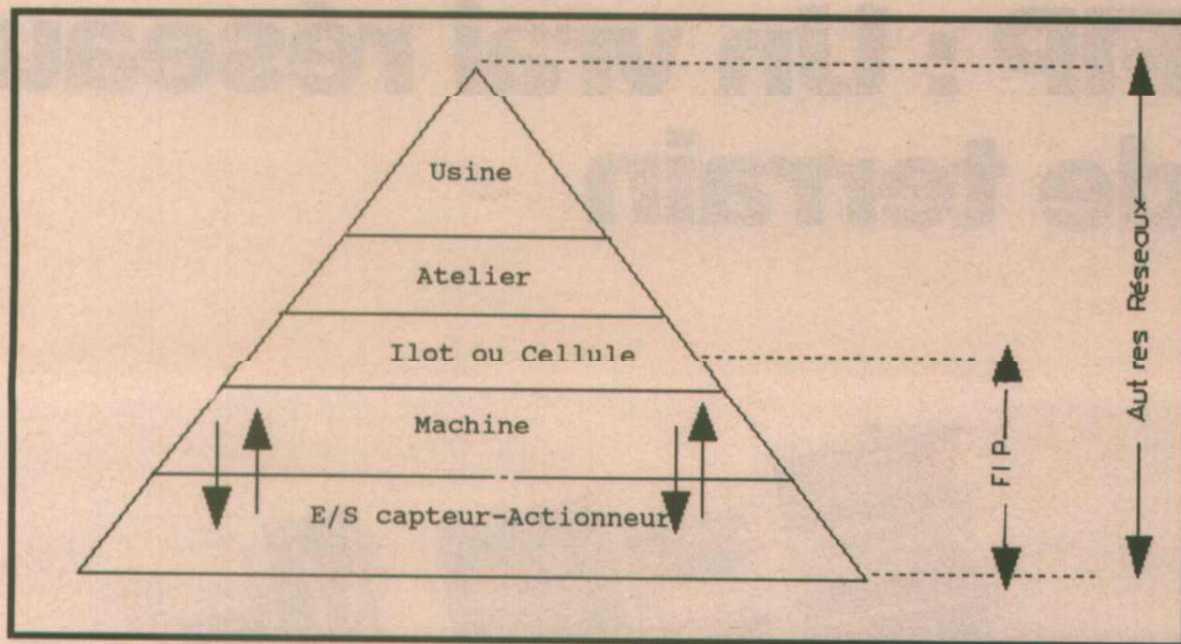 Usine
Atelier
Ilot ou Cellule
Machine
E/S capteur-Actionneur
FIP
Autres Réseaux